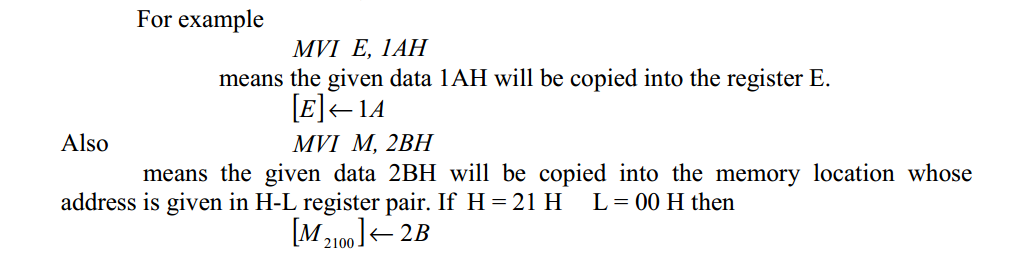 For example
MVI E, 1AH
means the given data 1AH will be copied into the register E.
[E]←1A
Also MVI M, 2BH
means the given data 2BH will be copied into the memory location whose
address is given in H-L register pair. If H = 21 H L = 00 H then
[M2100]←2B